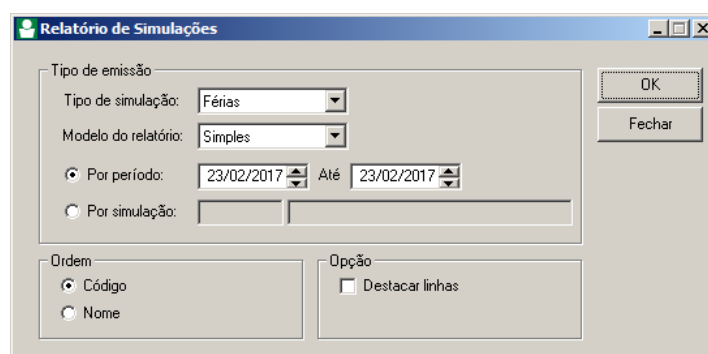 Relatório de Simulações
Tipo de emissão
Tipo de simulação: Férias
OK
Modelo do relatório: Simples
Fechar
Por período: 23/02/2017 Até 23/02/2017
Por simulação:
Ordem
Opção
Código
Destacar linhas
Nome